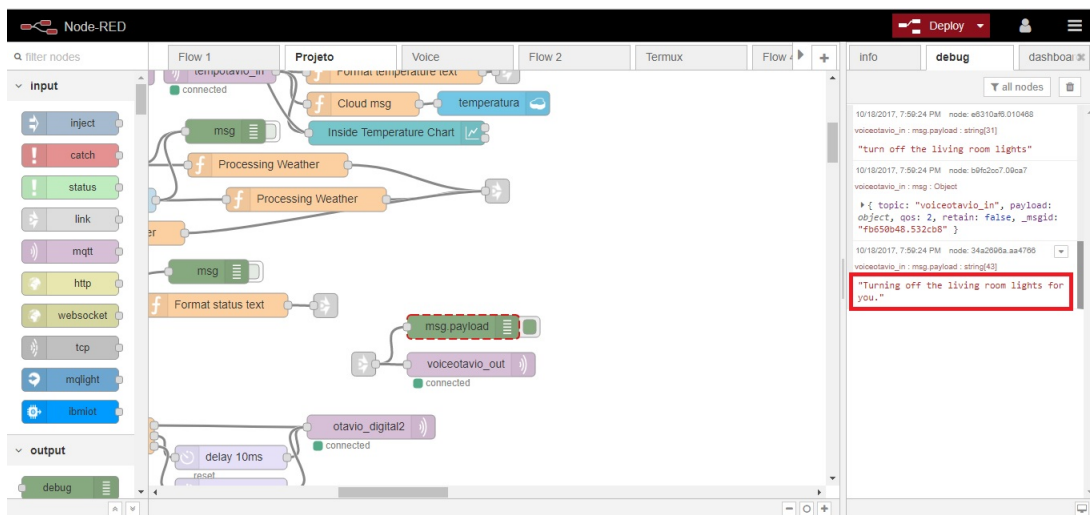 Node-RED
Deploy
filter nodes
Flow 1
Projeto
Voice
Flow 2
Termux
Flow 4
info
debug
dashboar
all nodes
input
inject
catch
status
link
mqtt
http
websocket
tcp
mqlight
ibmiot
output
debug
tempotavio_in
connected
Format temperature text
Cloud msg
temperatura
msg
Inside Temperature Chart
Processing Weather
Processing Weather
er
msg
Format status text
msg.payload
voiceotavio_out
connected
otavio_digital2
connected
delay 10ms
reset
10/18/2017, 7:59:24 PM node: e6310af6.010468
voiceotavio_in : msg.payload : string[31]
"turn off the living room lights"
10/18/2017, 7:59:24 PM node: b9fc2cc7.09ca7
voiceotavio_in : msg : Object
{ topic: "voiceotavio_in", payload:
object, qos: 2, retain: false, _msgid:
"fb650b48.532cb8" }
10/18/2017, 7:59:24 PM node: 34a2696a.aa4766
voiceotavio_in : msg.payload : string[43]
"Turning off the living room lights for
you."